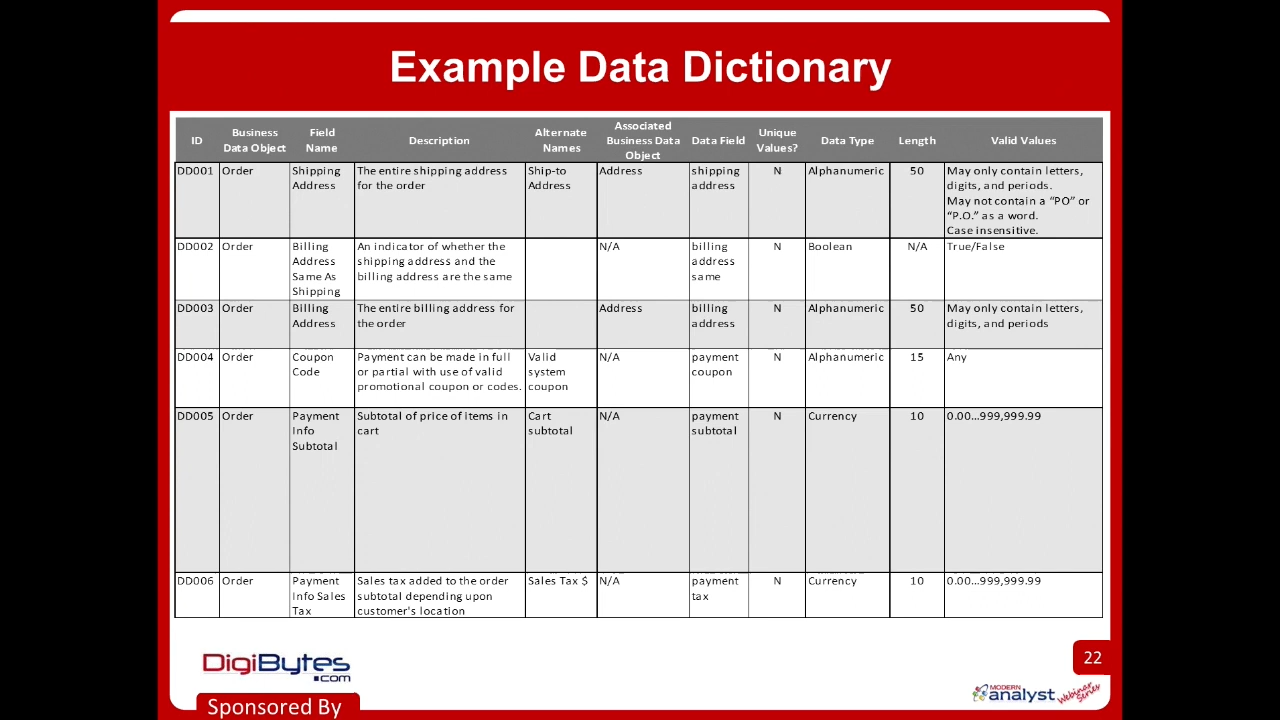 Example Data Dictionary
ID Business Data Object Field Name Description Alternate Names Associated Business Data Object Data Field Unique Values? Data Type Length Valid Values
DD001 Order Shipping Address The entire shipping address for the order Ship-to Address Address shipping address N Alphanumeric 50 May only contain letters, digits, and periods. May not contain a “PO” or “P.O.” as a word. Case insensitive.
DD002 Order Billing Address Same As Shipping An indicator of whether the shipping address and the billing address are the same N/A billing address same N Boolean N/A True/False
DD003 Order Billing Address The entire billing address for the order Address billing address N Alphanumeric 50 May only contain letters, digits, and periods
DD004 Order Coupon Code Payment can be made in full or partial with use of valid promotional coupon or codes. Valid system coupon N/A payment coupon N Alphanumeric 15 Any
DD005 Order Payment Info Subtotal Subtotal of price of items in cart Cart subtotal N/A payment subtotal N Currency 10 0.00...999,999.99
DD006 Order Payment Info Sales Tax Sales tax added to the order subtotal depending upon customer's location Sales Tax $ N/A payment tax N Currency 10 0.00...999,999.99
DigiBytes
.com
22
Sponsored By
MODERN
analyst Webinar Series